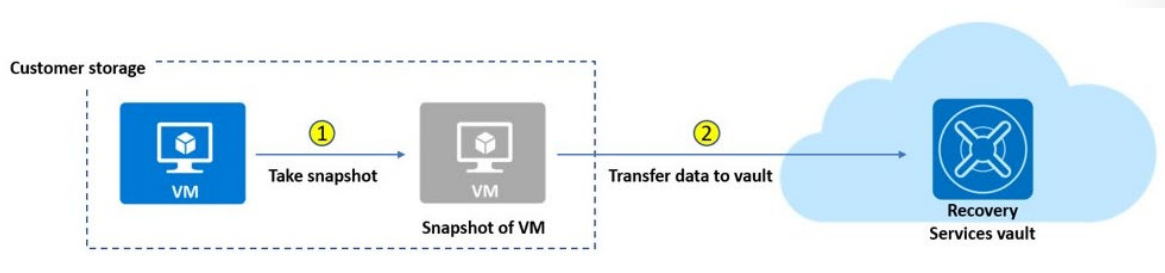 Customer storage
VM
1
Take snapshot
VM
Snapshot of VM
2
Transfer data to vault
Recovery
Services vault